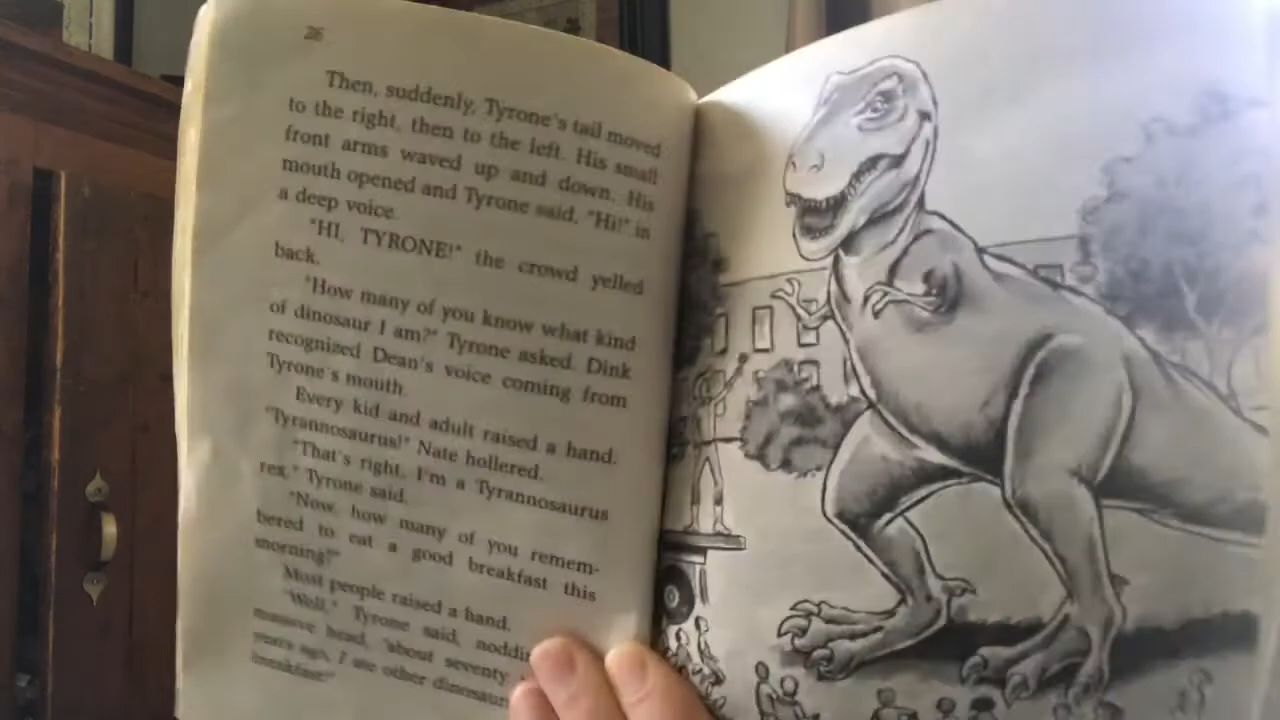 26
Then, suddenly, Tyrone's tail moved
to the right, then to the left. His small
front arms waved up and down. His
mouth opened and Tyrone said, "Hi!" in
a deep voice.
"HI, TYRONE!" the crowd yelled
back.
"How many of you know what kind
of dinosaur I am?" Tyrone asked. Dink
recognized Dean's voice coming from
Tyrone's mouth.
Every kid and adult raised a hand.
"Tyrannosaurus!" Nate hollered.
"That's right. I'm a Tyrannosaurus
rex," Tyrone said.
"Now, how many of you remem-
bered to eat a good breakfast this
morning?"
Most people raised a hand.
"Well," Tyrone said,
massive head, "about seventy
years ago, I ate other
breakfast!"